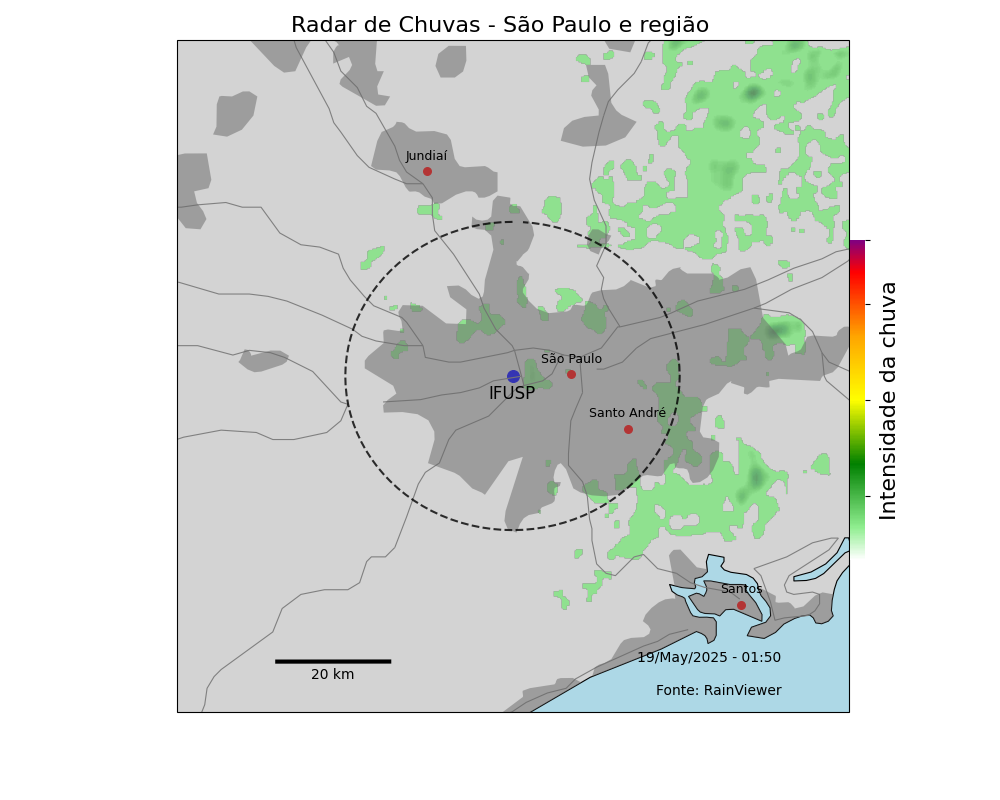 Radar de Chuvas - São Paulo e região
Jundiaí
São Paulo
IFUSP
Santo André
Santos
19/May/2025 - 01:50
20 km
Fonte: RainViewer
Intensidade da chuva